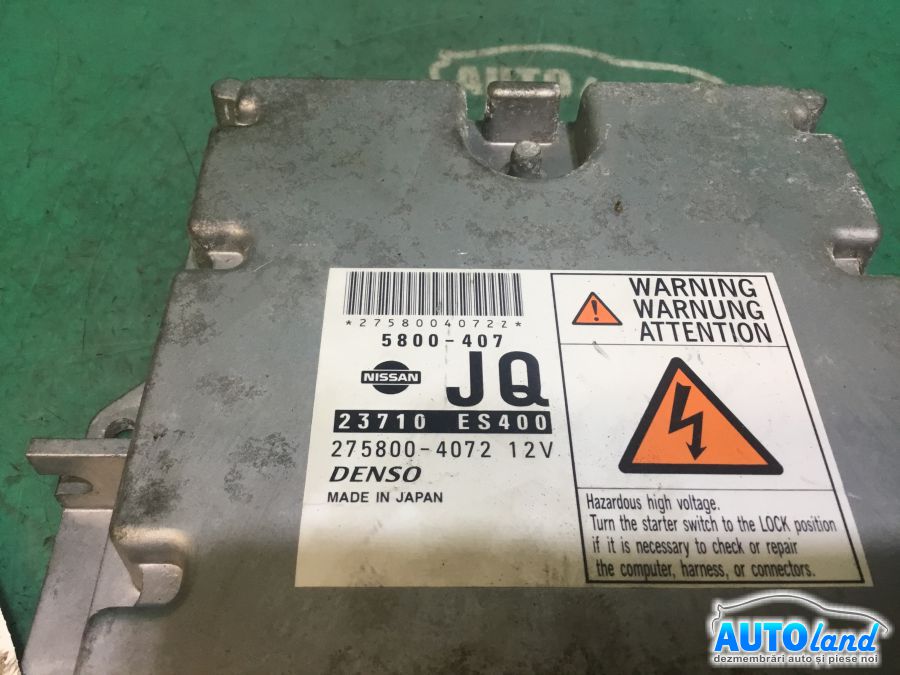 AUTO
*2758004072Z*
5800-407
NISSAN
JQ
23710 ES400
275800-4072 12V
DENSO
MADE IN JAPAN
WARNING
WARNUNG
ATTENTION
Hazardous high voltage.
Turn the starter switch to the LOCK position
if it is necessary to check or repair
the computer, harness, or connectors.
AUTOland
dezmembrări auto și piese noi